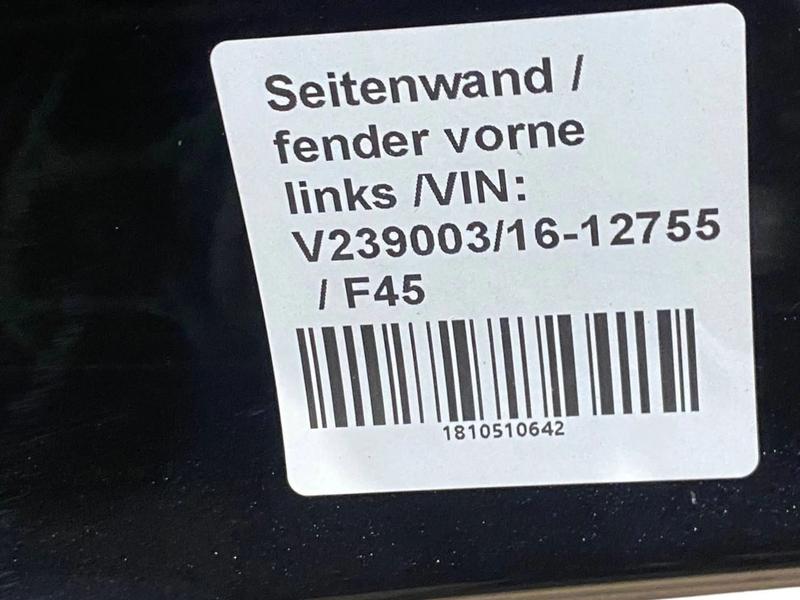 Seitenwand /
fender vorne
links /VIN:
V239003/16-12755
/ F45
1810510642